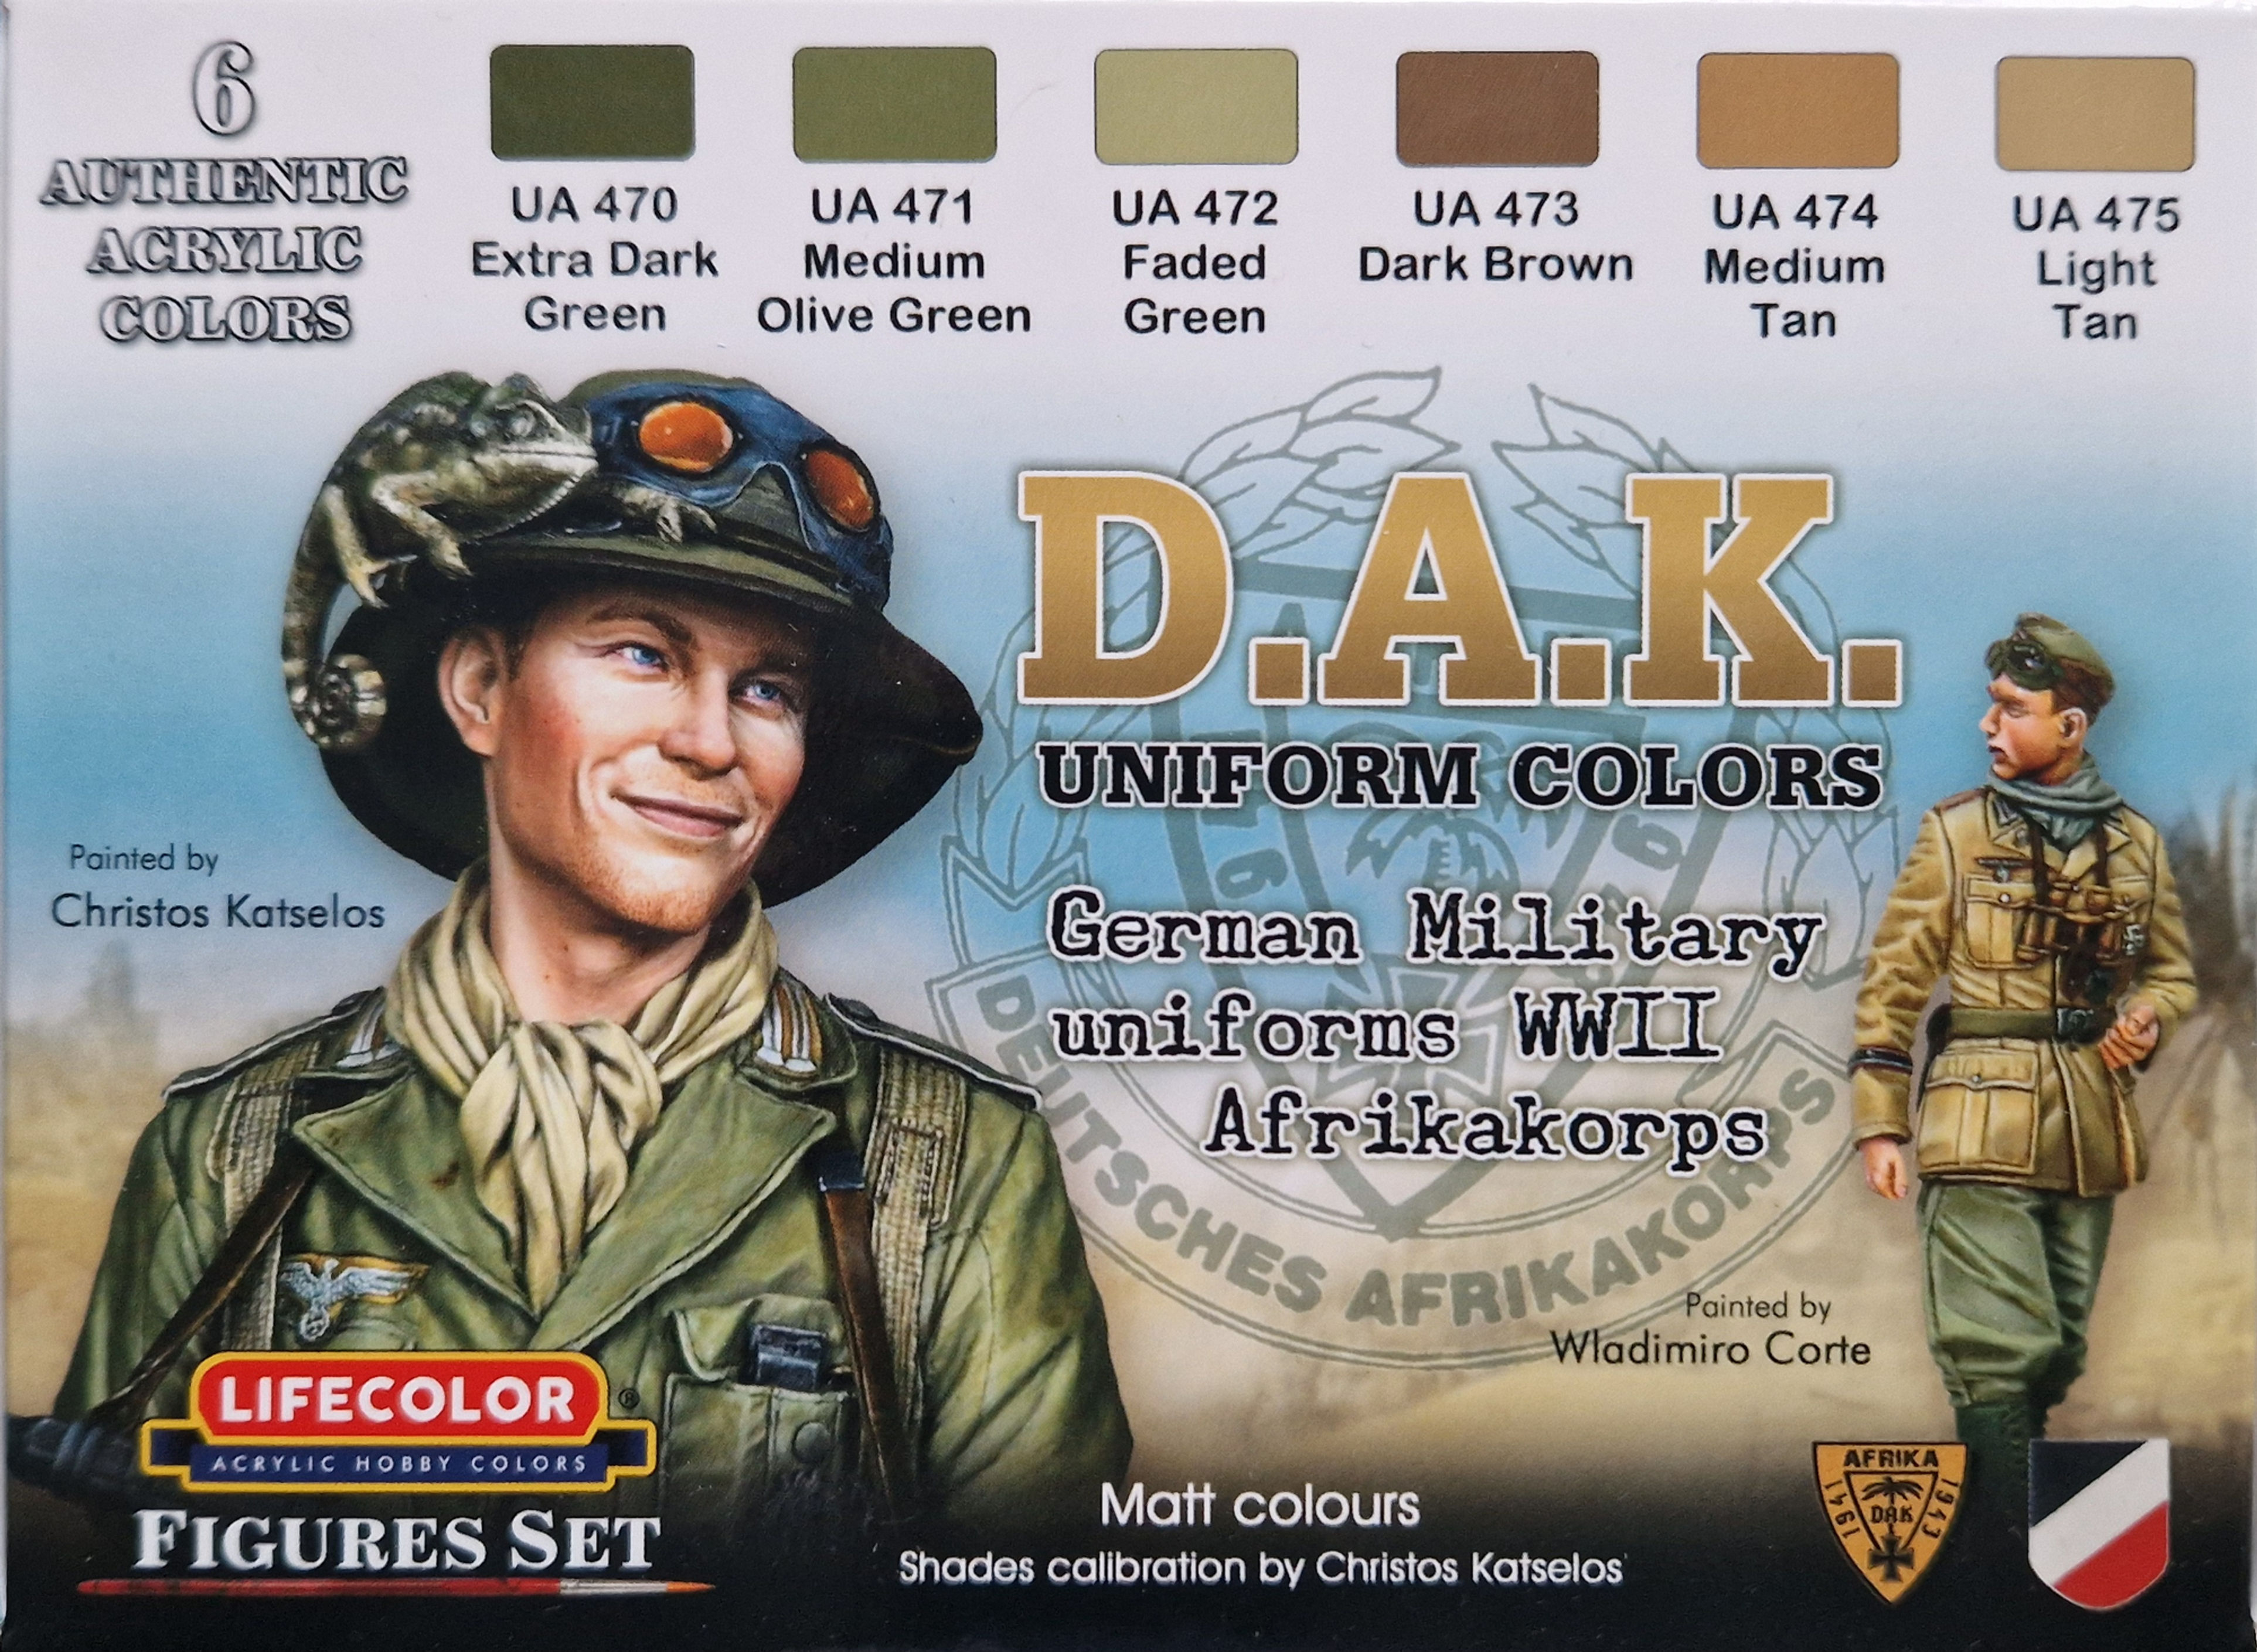 6
AUTHENTIC
ACRYLIC
COLORS
UA 470
Extra Dark
Green
UA 471
Medium
Olive Green
UA 472
Faded
Green
UA 473
Dark Brown
UA 474
Medium
Tan
UA 475
Light
Tan
D.A.K.
UNIFORM COLORS
German Military
uniforms WWII
Afrikakorps
DEUTSCHES AFRIKAKORPS
Painted by
Christos Katselos
Painted by
Wladimiro Corte
LIFECOLOR®
ACRYLIC HOBBY COLORS
FIGURES SET
Matt colours
Shades calibration by Christos Katselos
AFRIKA
1941
1943
DAK